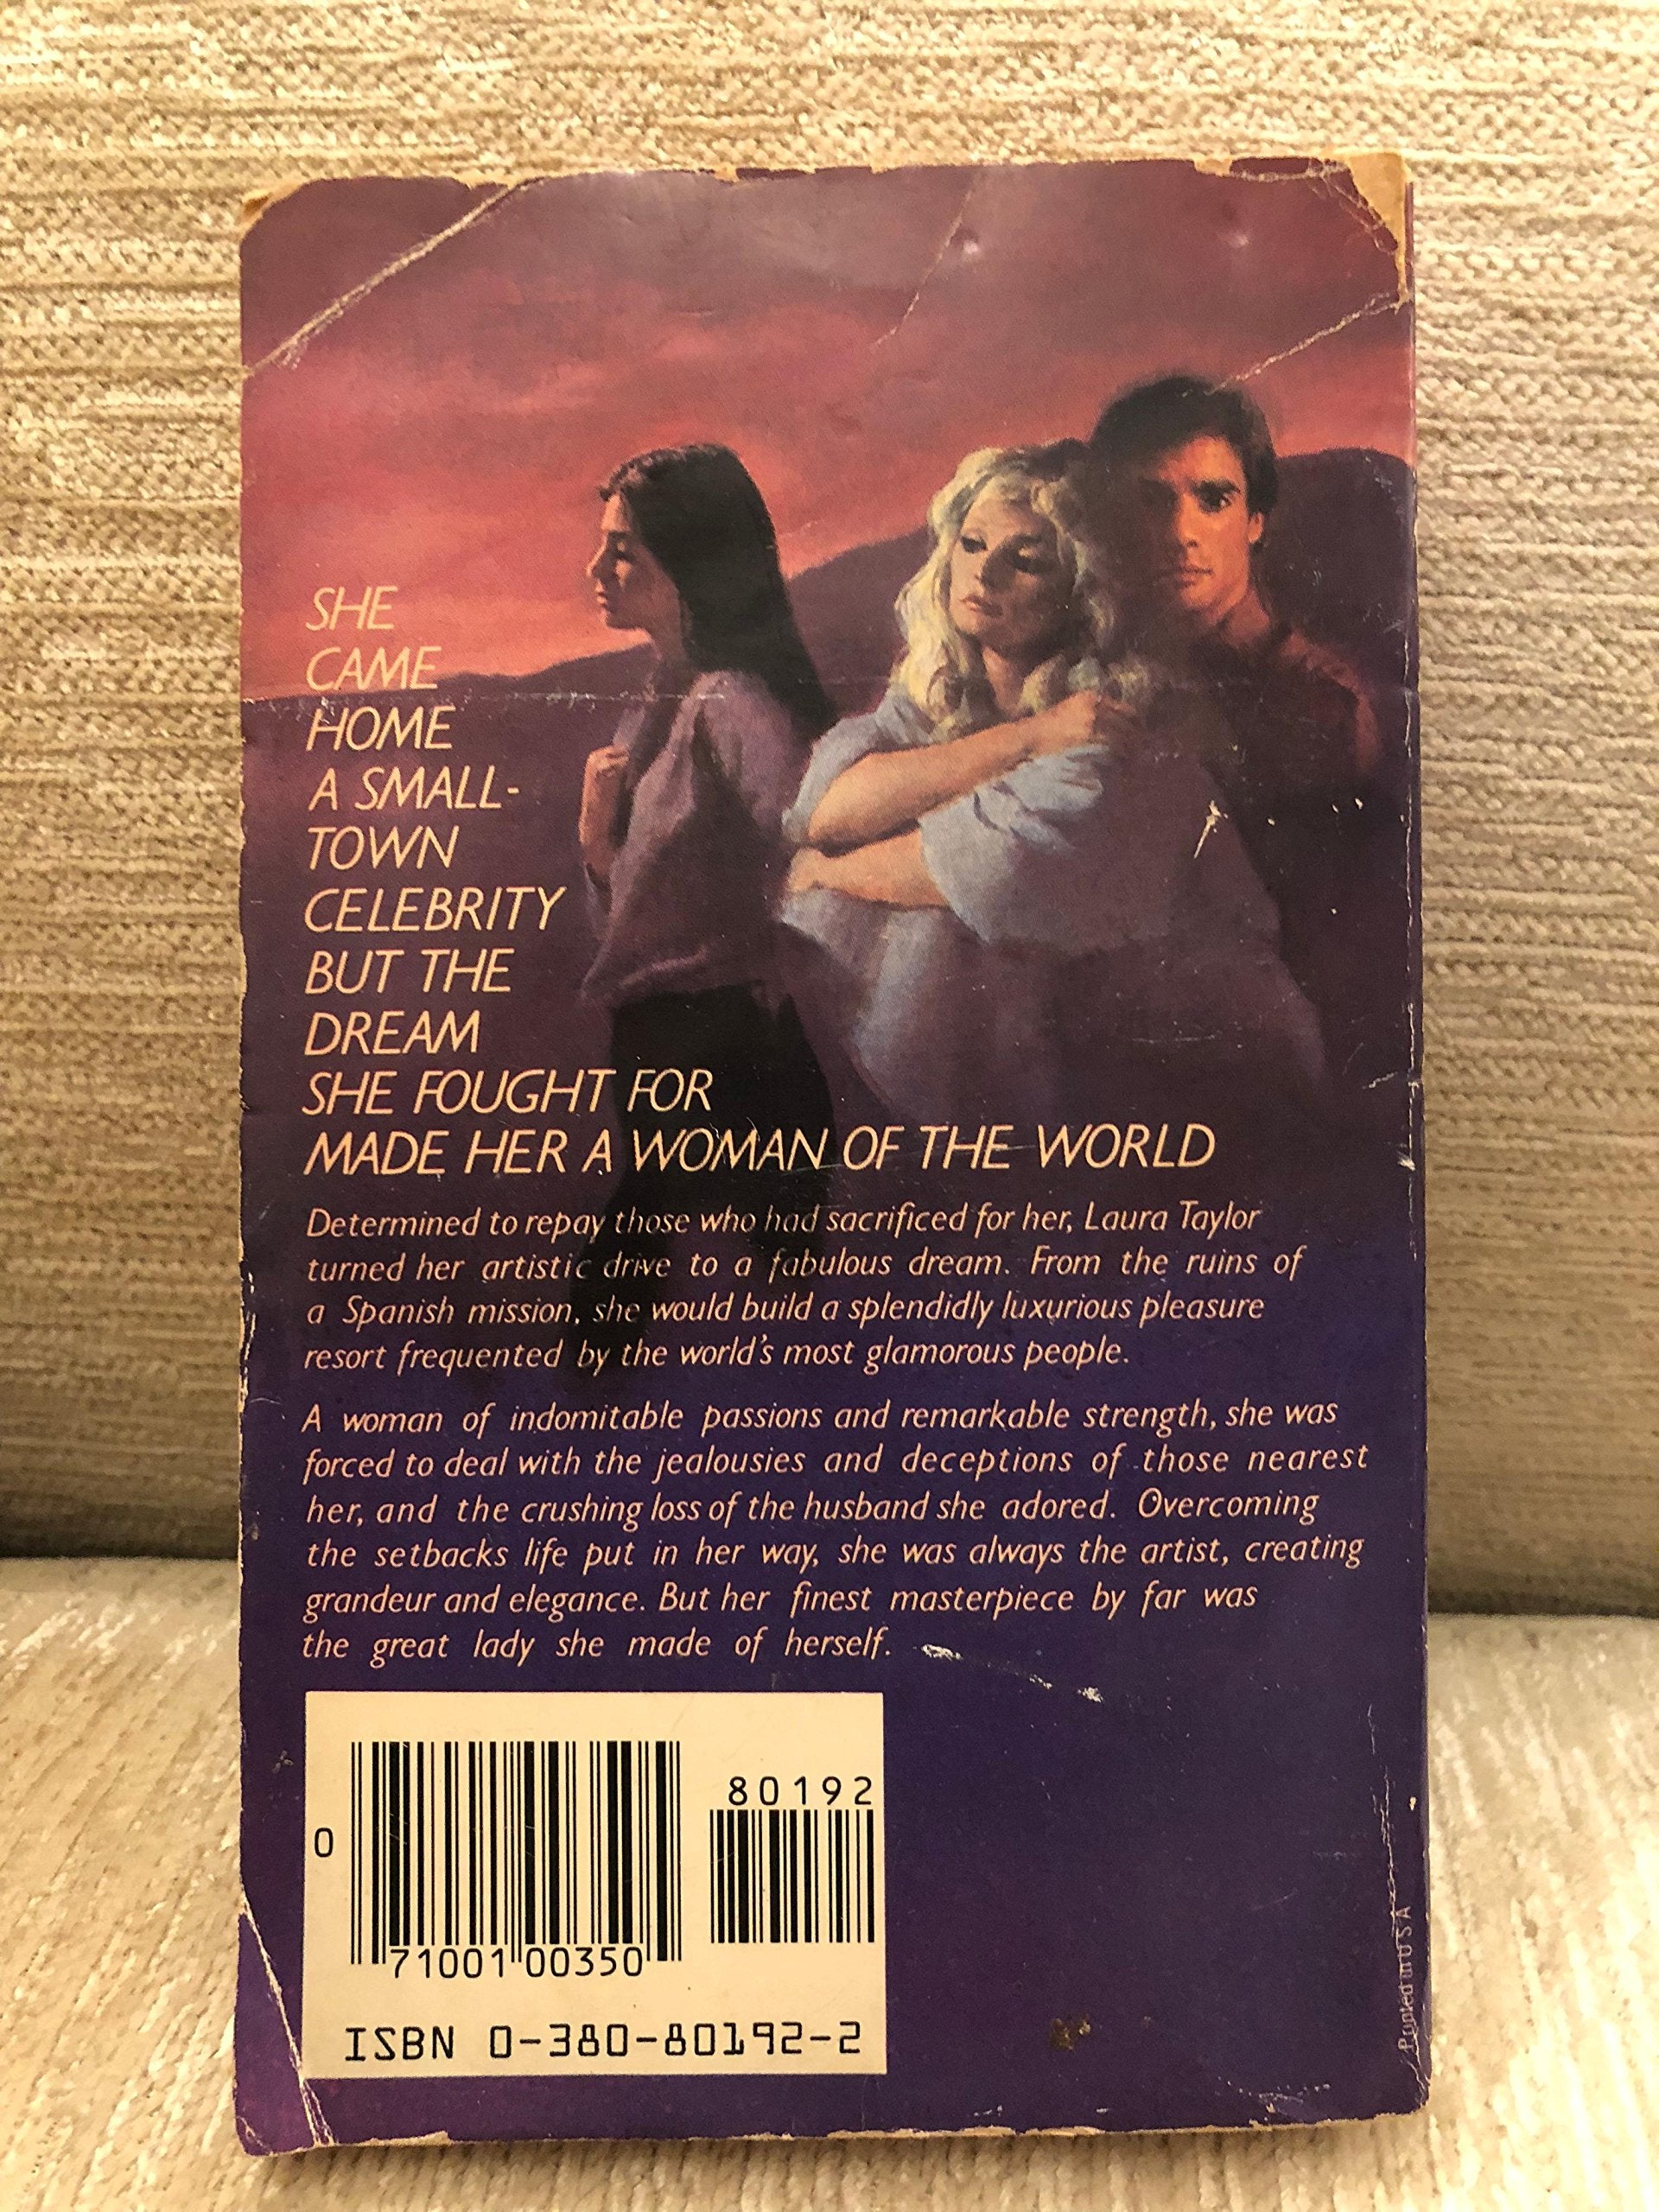 SHE
CAME
HOME
A SMALL-
TOWN
CELEBRITY
BUT THE
DREAM
SHE FOUGHT FOR
MADE HER A WOMAN OF THE WORLD
Determined to repay those who had sacrificed for her, Laura Taylor
turned her artistic drive to a fabulous dream. From the ruins of
a Spanish mission, she would build a splendidly luxurious pleasure
resort frequented by the world's most glamorous people.
A woman of indomitable passions and remarkable strength, she was
forced to deal with the jealousies and deceptions of those nearest
her, and the crushing loss of the husband she adored. Overcoming
the setbacks life put in her way, she was always the artist, creating
grandeur and elegance. But her finest masterpiece by far was
the great lady she made of herself.
80192
0
71001 00350
ISBN 0-380-80192-2
Printed in U S A